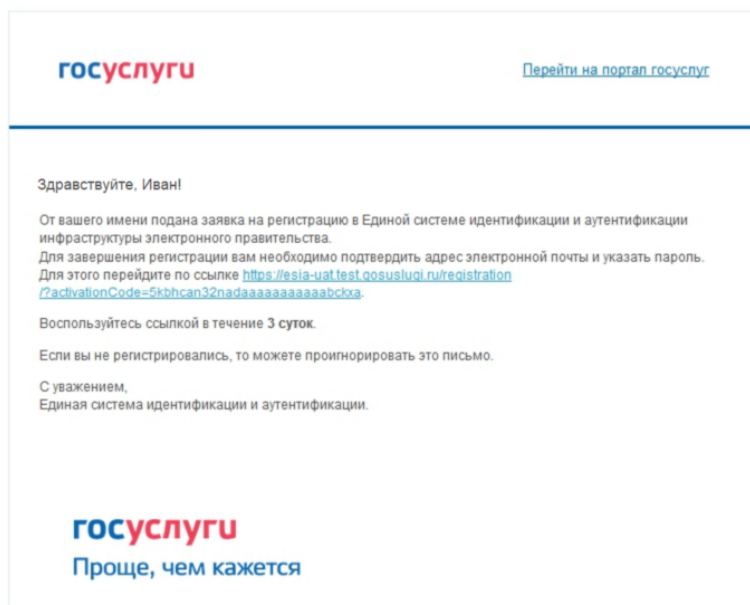 госуслуги
Перейти на портал госуслуг
Здравствуйте, Иван!
От вашего имени подана заявка на регистрацию в Единой системе идентификации и аутентификации
инфраструктуры электронного правительства.
Для завершения регистрации вам необходимо подтвердить адрес электронной почты и указать пароль.
Для этого перейдите по ссылке https://esia-uat.test.gosuslugi.ru/registration
/?activationCode=5kbhcan32nadaaaaaaaaaaabckxa.
Воспользуйтесь ссылкой в течение 3 суток.
Если вы не регистрировались, то можете проигнорировать это письмо.
С уважением,
Единая система идентификации и аутентификации.
госуслуги
Проще, чем кажется